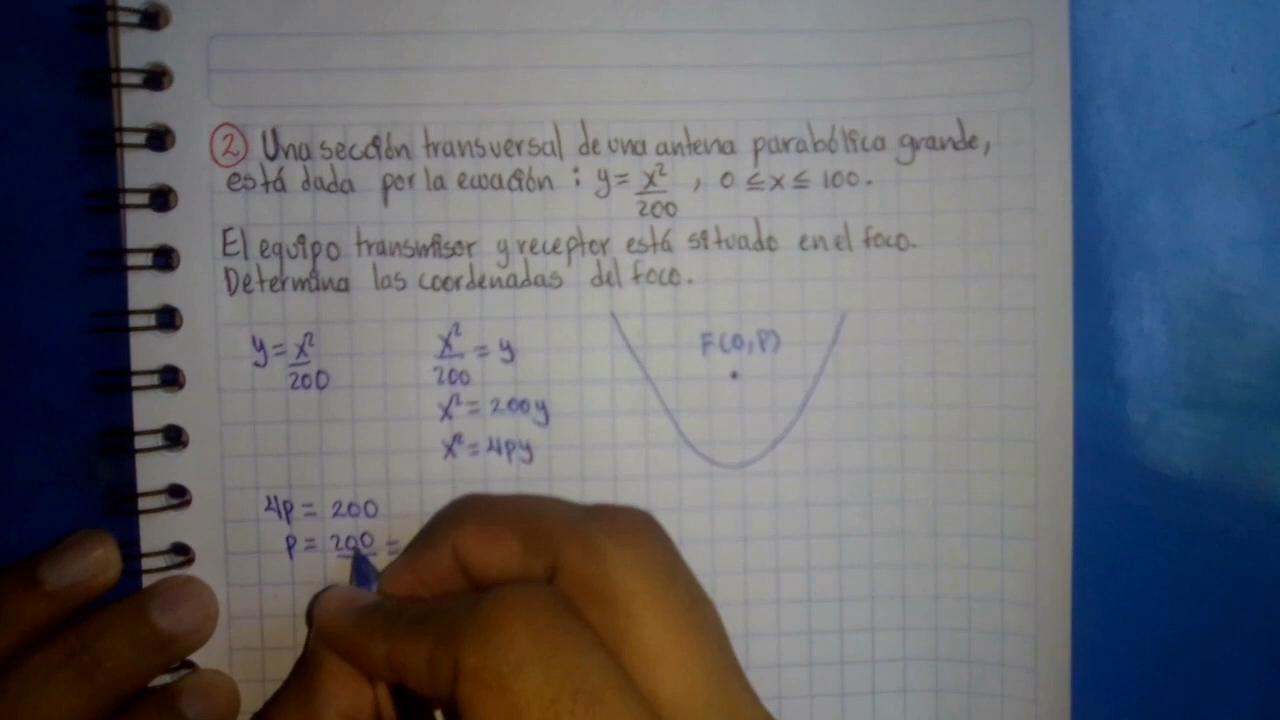 ② Una sección transversal de una antena parabólica grande,
está dada por la ecuación : y = x²/200 , 0 ≤ x ≤ 100.
El equipo transmisor y receptor está situado en el foco.
Determina las coordenadas del foco.
y = x²/200
x²/200 = y
x² = 200y
x² = 4py
F(0,P)
4p = 200
p = 200 =